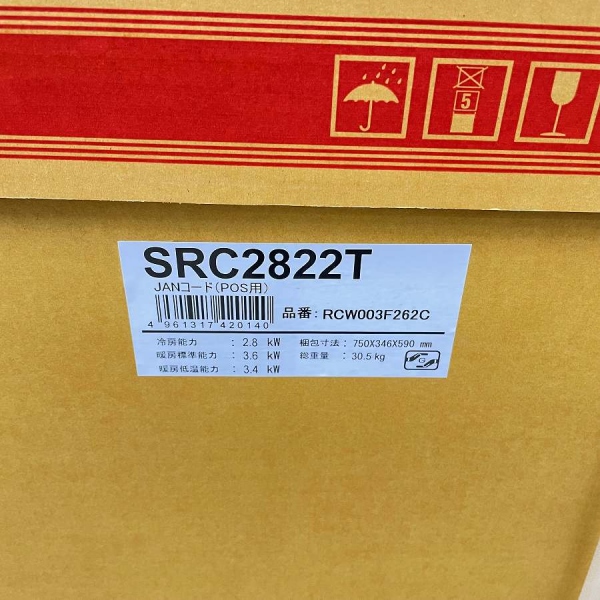 5
SRC2822T
JANコード(POS用)
4 961317 420140
品番: RCW003F262C
冷房能力 : 2.8 kW 梱包寸法 : 750X346X590 mm
暖房標準能力 : 3.6 kW 総重量 : 30.5 kg
暖房低温能力 : 3.4 kW
G